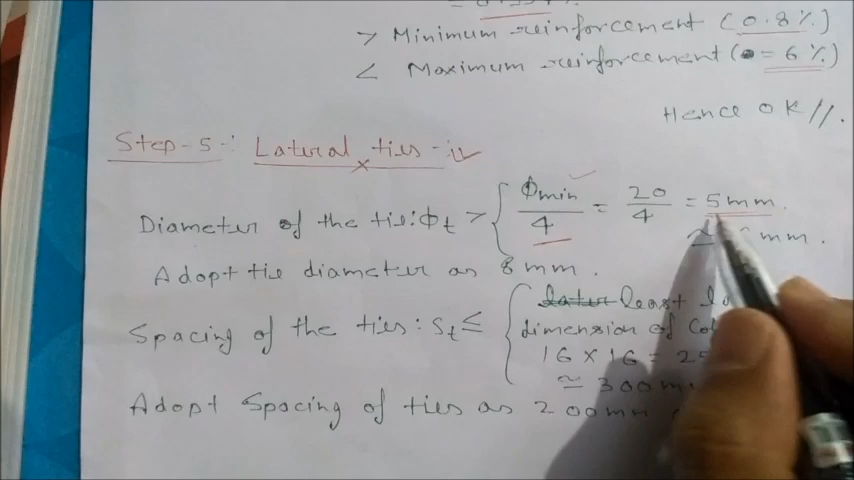 > Minimum reinforcement (0.8%)
< Maximum reinforcement (= 6%)
Hence OK//.
Step-5: Lateral ties :-
Diameter of the tie: ϕt > { ϕmin/4 = 20/4 = 5mm.
mm.
Adopt tie diameter as 8mm.
Spacing of the ties: St ≤ { least
dimension of
16 × 16 =
≃ 300m
Adopt Spacing of ties as 200mm